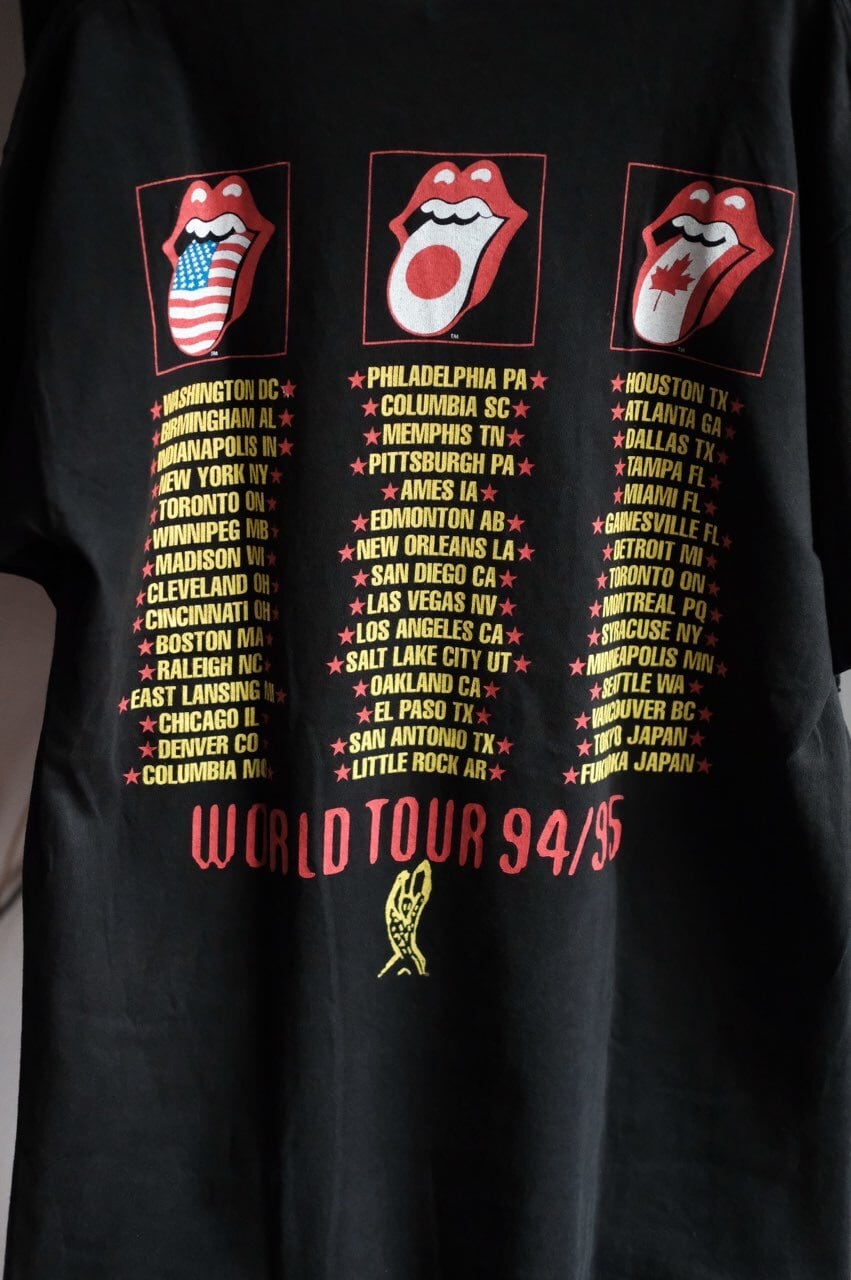 WASHINGTON DC
BIRMINGHAM AL
INDIANAPOLIS IN
NEW YORK NY
TORONTO ON
WINNIPEG MB
MADISON WI
CLEVELAND OH
CINCINNATI OH
BOSTON MA
RALEIGH NC
EAST LANSING MI
CHICAGO IL
DENVER CO
COLUMBIA MO
PHILADELPHIA PA
COLUMBIA SC
MEMPHIS TN
PITTSBURGH PA
AMES IA
EDMONTON AB
NEW ORLEANS LA
SAN DIEGO CA
LAS VEGAS NV
LOS ANGELES CA
SALT LAKE CITY UT
OAKLAND CA
EL PASO TX
SAN ANTONIO TX
LITTLE ROCK AR
HOUSTON TX
ATLANTA GA
DALLAS TX
TAMPA FL
MIAMI FL
GAINESVILLE FL
DETROIT MI
TORONTO ON
MONTREAL PQ
SYRACUSE NY
MINNEAPOLIS MN
SEATTLE WA
VANCOUVER BC
TOKYO JAPAN
FUKUOKA JAPAN
WORLD TOUR 94/95